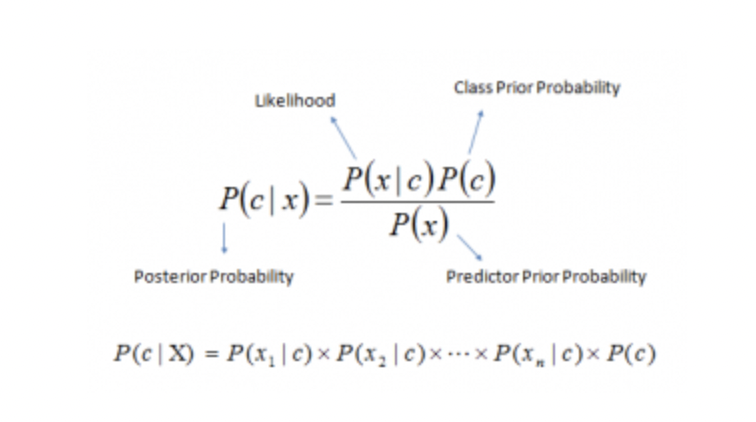 Likelihood
Class Prior Probability
P(c | x) = P(x | c)P(c) / P(x)
Posterior Probability
Predictor Prior Probability
P(c | X) = P(x₁ | c) × P(x₂ | c) × ··· × P(xₙ | c) × P(c)